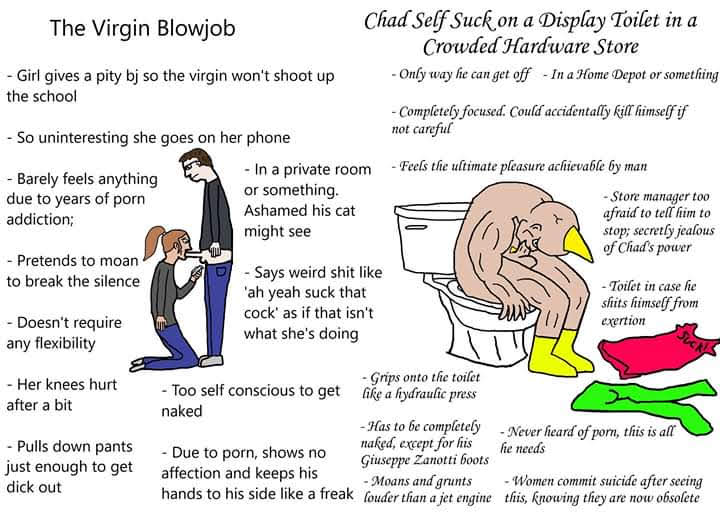 The Virgin Blowjob
- Girl gives a pity bj so the virgin won't shoot up
the school
- So uninteresting she goes on her phone
- Barely feels anything
due to years of porn
addiction;
- In a private room
or something.
Ashamed his cat
might see
- Pretends to moan
to break the silence
- Says weird shit like
'ah yeah suck that
cock' as if that isn't
what she's doing
- Doesn't require
any flexibility
- Her knees hurt
after a bit
- Too self conscious to get
naked
- Pulls down pants
just enough to get
dick out
- Due to porn, shows no
affection and keeps his
hands to his side like a freak
Chad Self Suck on a Display Toilet in a
Crowded Hardware Store
- Only way he can get off
- In a Home Depot or something
- Completely focused. Could accidentally kill himself if
not careful
- Feels the ultimate pleasure achievable by man
- Store manager too
afraid to tell him to
stop; secretly jealous
of Chad's power
- Toilet in case he
shits himself from
exertion
SUCK!
- Grips onto the toilet
like a hydraulic press
- Has to be completely
naked, except for his
Giuseppe Zanotti boots
- Never heard of porn, this is all
he needs
- Moans and grunts
louder than a jet engine
- Women commit suicide after seeing
this, knowing they are now obsolete